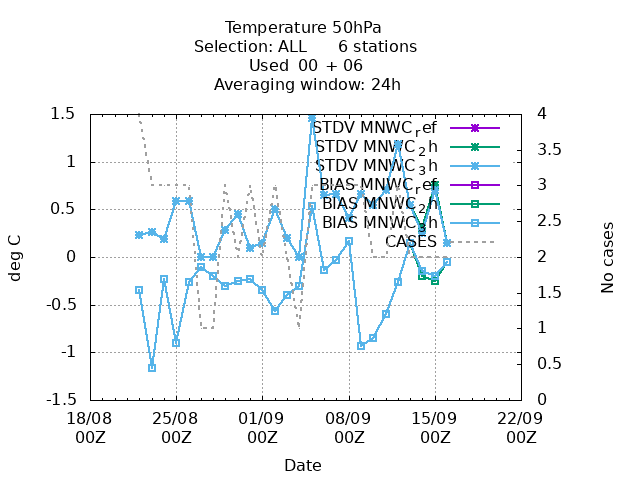 Temperature 50hPa
Selection: ALL      6 stations
Used  00 + 06
Averaging window: 24h
1.5
1
0.5
0
-0.5
-1
-1.5
deg C
4
3.5
3
2.5
2
1.5
1
0.5
0
No cases
STDV MNWC_ref
STDV MNWC_2h
STDV MNWC_3h
BIAS MNWC_ref
BIAS MNWC_2h
BIAS MNWC_3h
CASES
18/08 25/08 01/09 08/09 15/09 22/09
00Z 00Z 00Z 00Z 00Z 00Z
Date